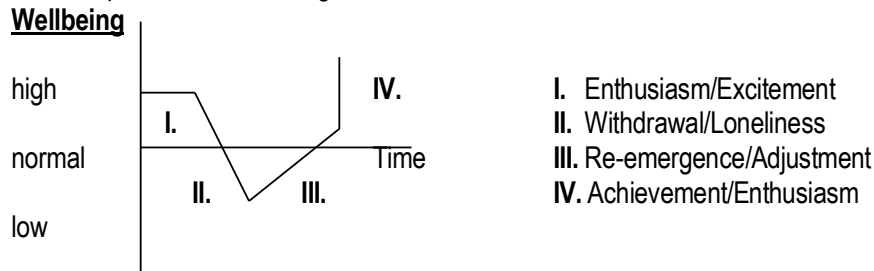 Wellbeing
high IV. I. Enthusiasm/Excitement
I. II. Withdrawal/Loneliness
normal Time III. Re-emergence/Adjustment
II. III. IV. Achievement/Enthusiasm
low